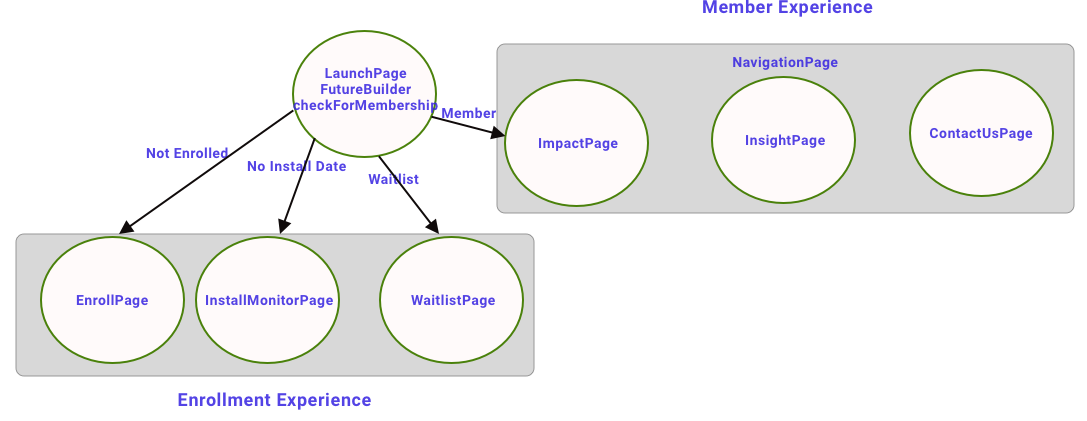 Member Experience
LaunchPage
FutureBuilder
checkForMembership
NavigationPage
Member
ImpactPage
InsightPage
ContactUsPage
Not Enrolled
No Install Date
Waitlist
EnrollPage
InstallMonitorPage
WaitlistPage
Enrollment Experience